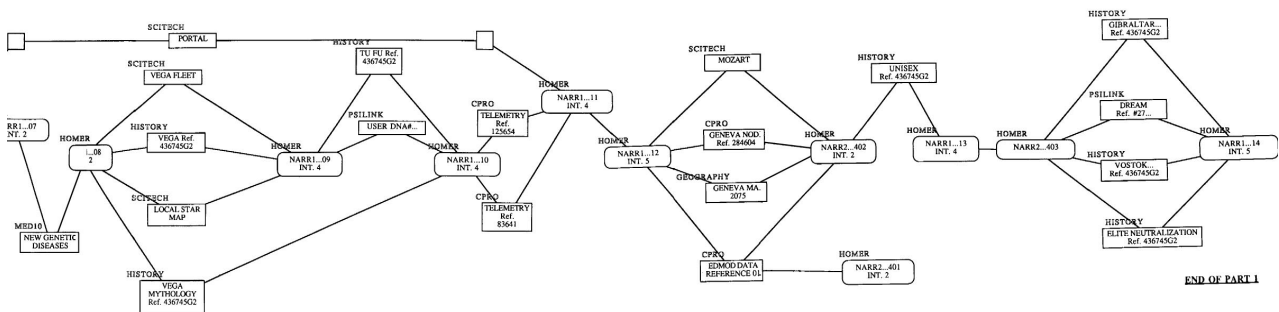 SCITECH
PORTAL
SCITECH
VEGA FLEET
HISTORY
TU FU Ref.
436745G2
RR1...07
INT. 2
HOMER
1...08
2
HISTORY
VEGA Ref.
436745G2
SCITECH
LOCAL STAR
MAP
MED10
NEW GENETIC
DISEASES
HISTORY
VEGA
MYTHOLOGY
Ref. 436745G2
HOMER
NARR1...09
INT. 4
PSILINK
USER DNA#...
HOMER
NARR1...10
INT. 4
CPRO
TELEMETRY
Ref.
125654
CPRO
TELEMETRY
Ref.
83641
HOMER
NARR1...11
INT. 4
HOMER
NARR1...12
INT. 5
SCITECH
MOZART
CPRO
GENEVA NOD.
Ref. 284604
GEOGRAPHY
GENEVA MA.
2075
CPRO
EDMOD DATA
REFERENCE 01.
HOMER
NARR2...402
INT. 2
HOMER
NARR2...401
INT. 2
HISTORY
UNISEX
Ref. 436745G2
HOMER
NARR1...13
INT. 4
HOMER
NARR2...403
HISTORY
GIBRALTAR...
Ref. 436745G2
PSILINK
DREAM
Ref. #27...
HISTORY
VOSTOK...
Ref. 436745G2
HISTORY
ELITE NEUTRALIZATION
Ref. 436745G2
HOMER
NARR1...14
INT. 5
END OF PART 1